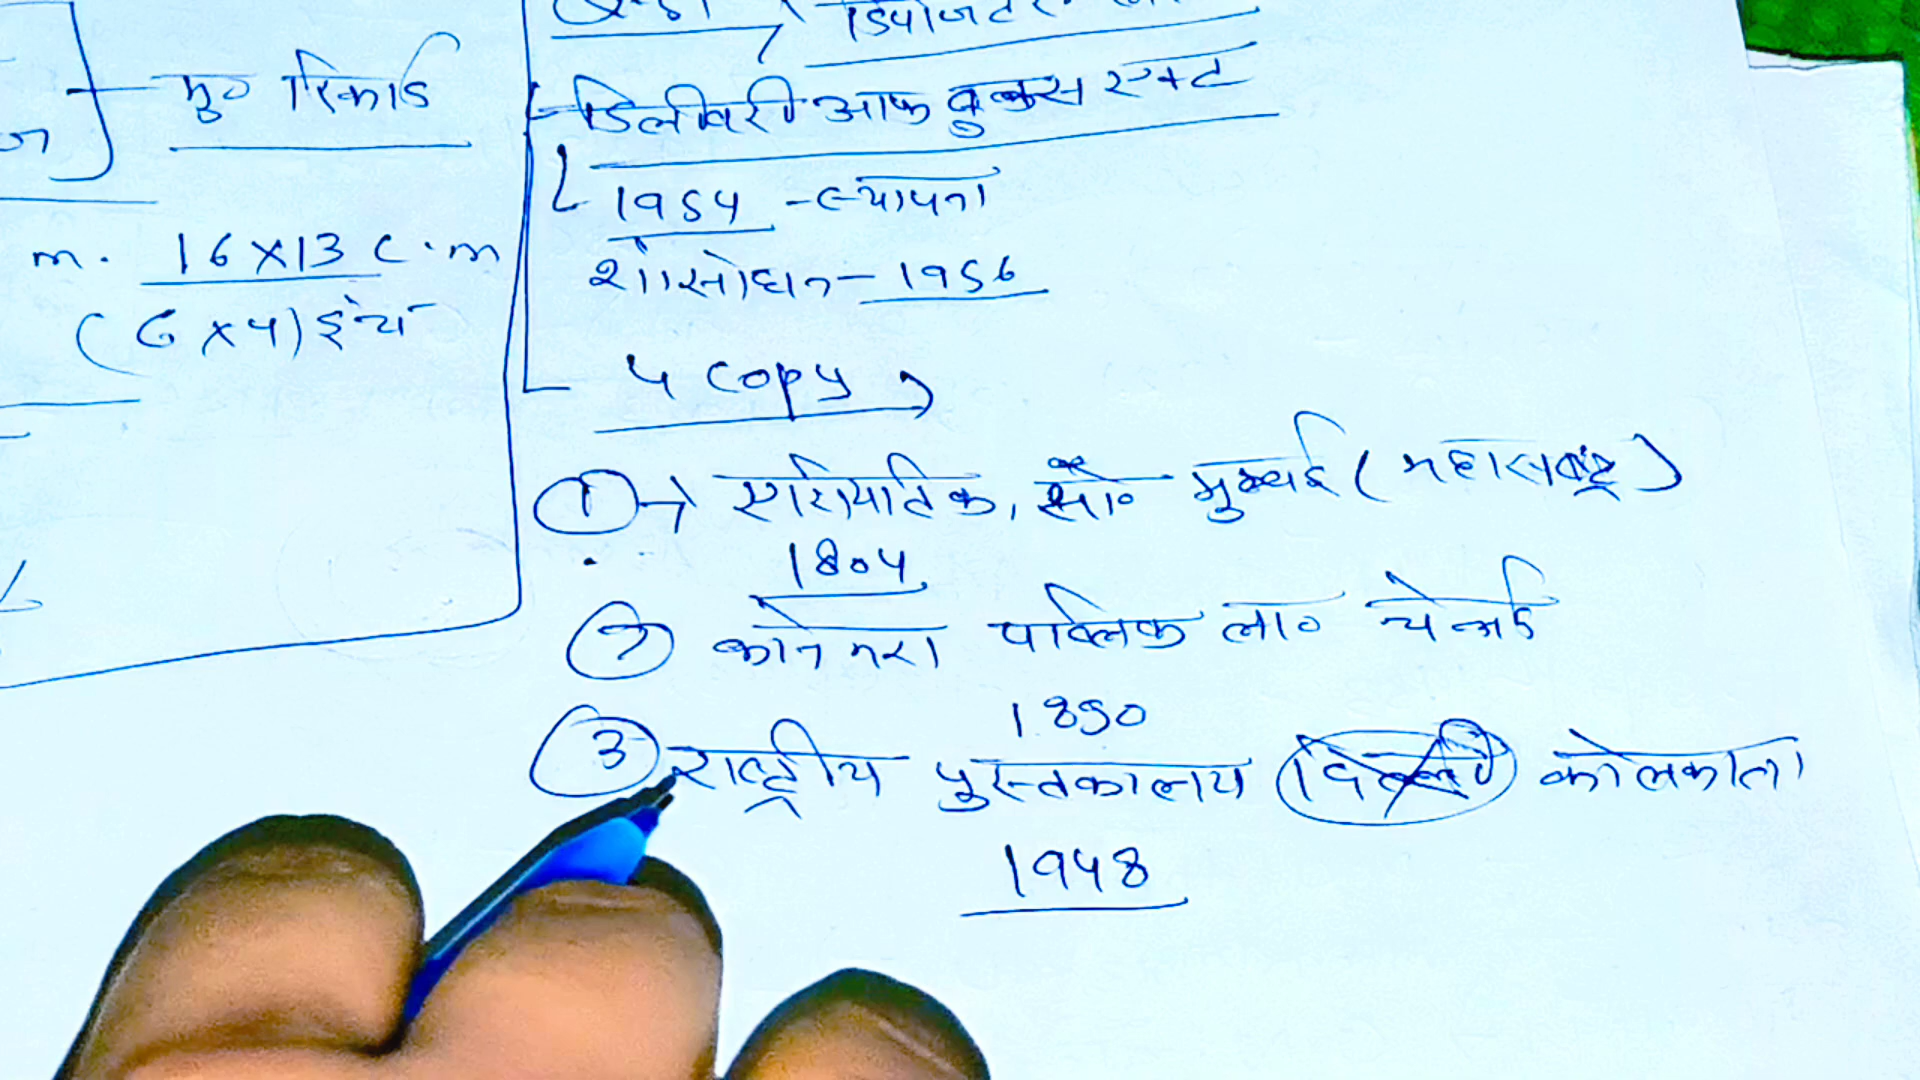 मु० रिकार्ड
m. 16×13 c.m
(6×4) इंच
डिलीवरी आफ बुक्स एक्ट
1954 - स्थापना
शंसोधन - 1956
4 copy
① → एशियाटिक, सो० मुम्बई (महाराष्ट्र)
1804
② कोनमरा पब्लिक ला० चेन्नई
1890
③ राष्ट्रीय पुस्तकालय कोलकाता
1948